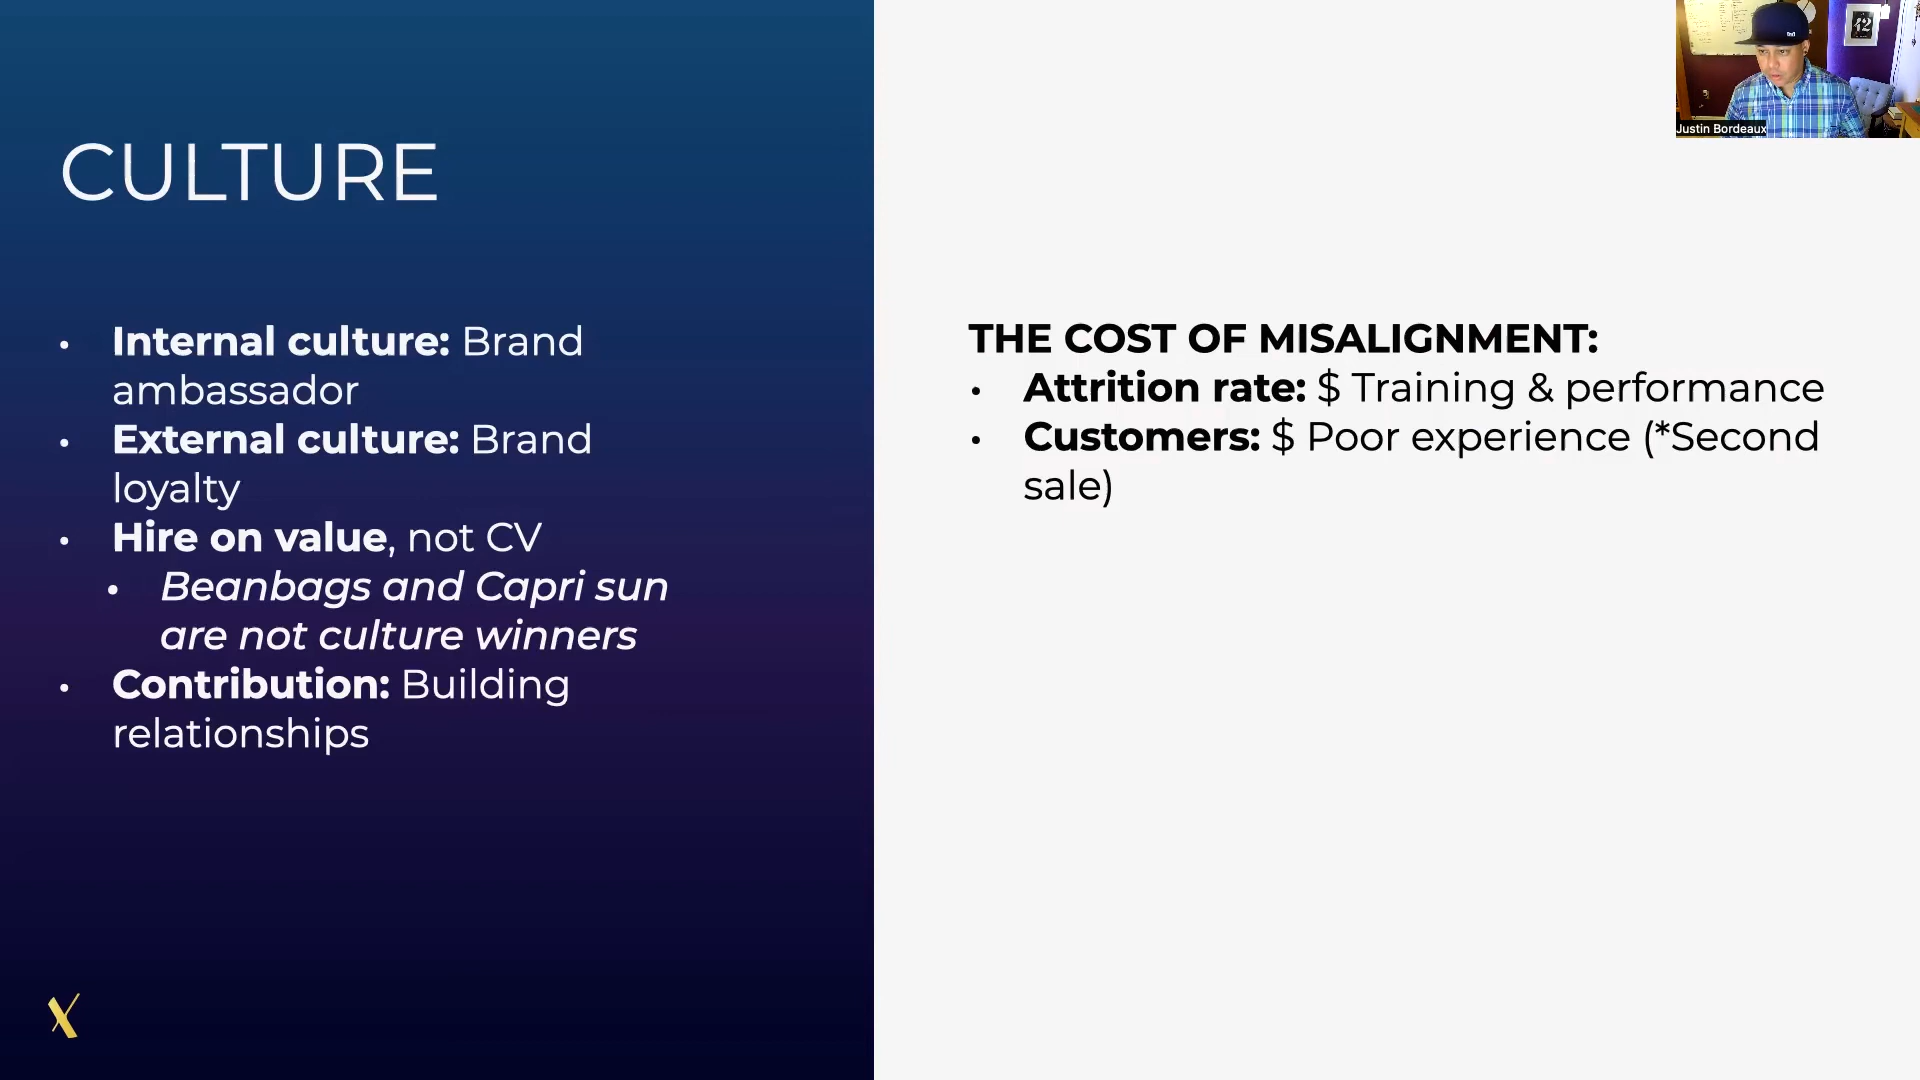 CULTURE
• Internal culture: Brand
ambassador
• External culture: Brand
loyalty
• Hire on value, not CV
• Beanbags and Capri sun
are not culture winners
• Contribution: Building
relationships
THE COST OF MISALIGNMENT:
• Attrition rate: $ Training & performance
• Customers: $ Poor experience (*Second
sale)
42
Justin Bordeaux
X